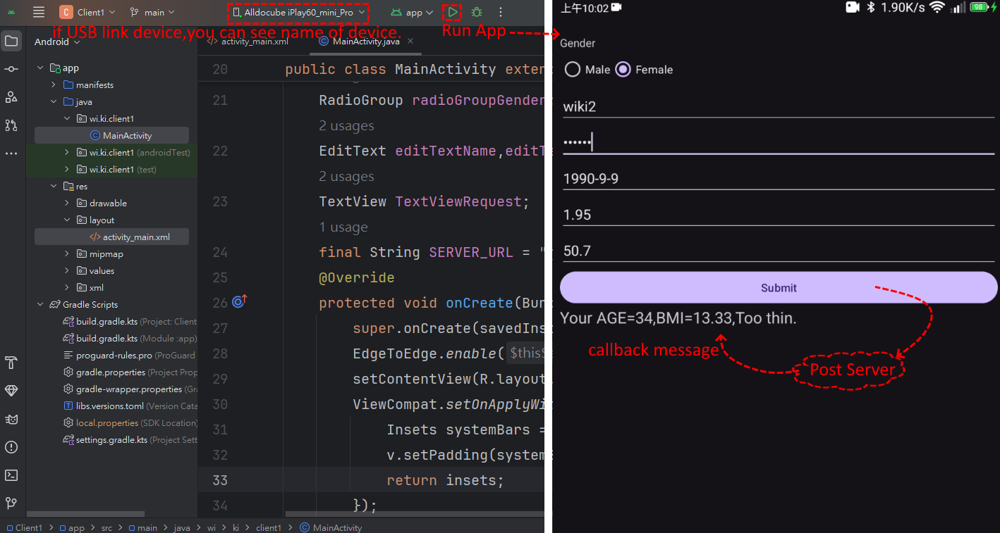 Client1
main
Alldocube iPlay60_mini_Pro
app
if USB link device,you can see name of device.
Run App
Android
activity_main.xml
MainActivity.java
app
manifests
java
wi.ki.client1
MainActivity
wi.ki.client1 (androidTest)
wi.ki.client1 (test)
res
drawable
layout
activity_main.xml
mipmap
values
xml
Gradle Scripts
build.gradle.kts (Project: Client
build.gradle.kts (Module :app)
proguard-rules.pro (ProGuard
gradle.properties (Project Prop
gradle-wrapper.properties (Gra
libs.versions.toml (Version Cata
local.properties (SDK Location)
settings.gradle.kts (Project Sett
20 public class MainActivity exten
21 RadioGroup radioGroupGender
2 usages
22 EditText editTextName,editT
2 usages
23 TextView TextViewRequest;
1 usage
24 final String SERVER_URL = "
25 @Override
26 protected void onCreate(Bun
27 super.onCreate(savedInst
28 EdgeToEdge.enable( $this$
29 setContentView(R.layout
30 ViewCompat.setOnApplyWi
31 Insets systemBars =
32 v.setPadding(system
33 return insets;
34 });
Client1 > app > src > main > java > wi > ki > client1 > MainActivity
上午10:02
1.90K/s
98
Gender
Male Female
wiki2
••••••
1990-9-9
1.95
50.7
Submit
Your AGE=34,BMI=13.33,Too thin.
callback message
Post Server